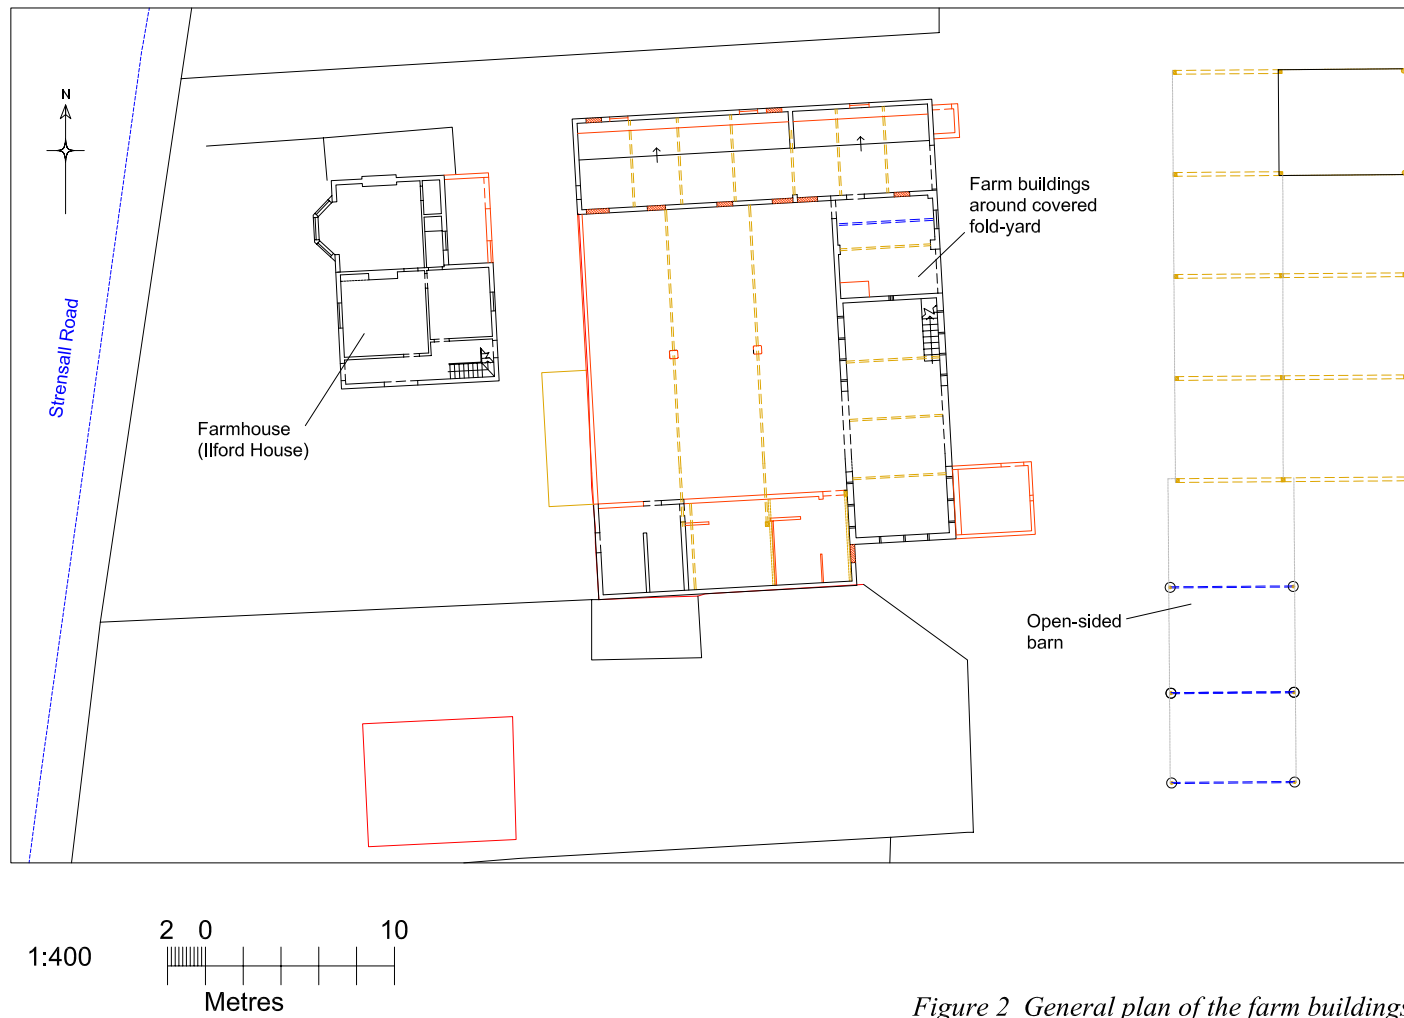 N
Farm buildings
around covered
fold-yard
Strensall Road
Farmhouse
(Ilford House)
Open-sided
barn
2 0 10
1:400
Metres
Figure 2 General plan of the farm buildings